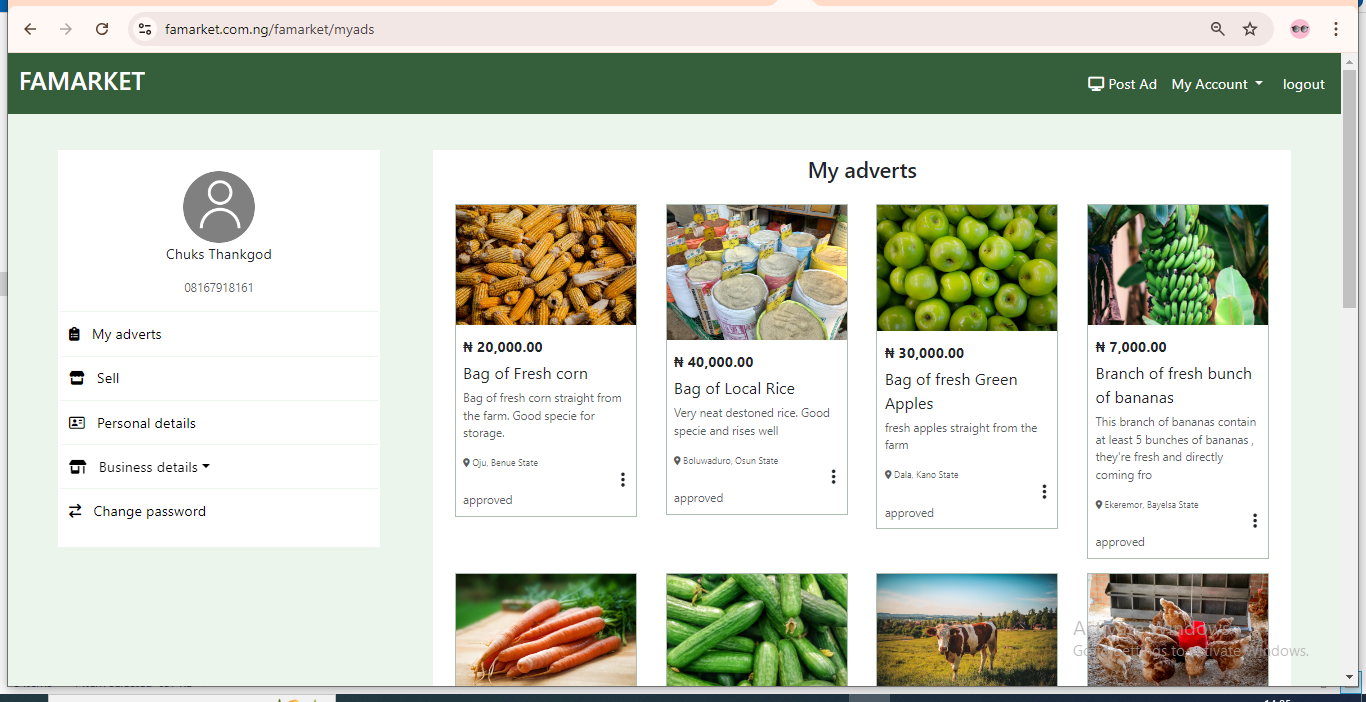 famarket.com.ng/famarket/myads
FAMARKET
Post Ad
My Account
logout
Chuks Thankgod
08167918161
My adverts
Sell
Personal details
Business details
Change password
My adverts
₦ 20,000.00
Bag of Fresh corn
Bag of fresh corn straight from
the farm. Good specie for
storage.
Oju, Benue State
approved
₦ 40,000.00
Bag of Local Rice
Very neat destoned rice. Good
specie and rises well
Boluwaduro, Osun State
approved
₦ 30,000.00
Bag of fresh Green
Apples
fresh apples straight from the
farm
Dala, Kano State
approved
₦ 7,000.00
Branch of fresh bunch
of bananas
This branch of bananas contain
at least 5 bunches of bananas ,
they're fresh and directly
coming fro
Ekeremor, Bayelsa State
approved
Activate Windows
Go to Settings to activate Windows.